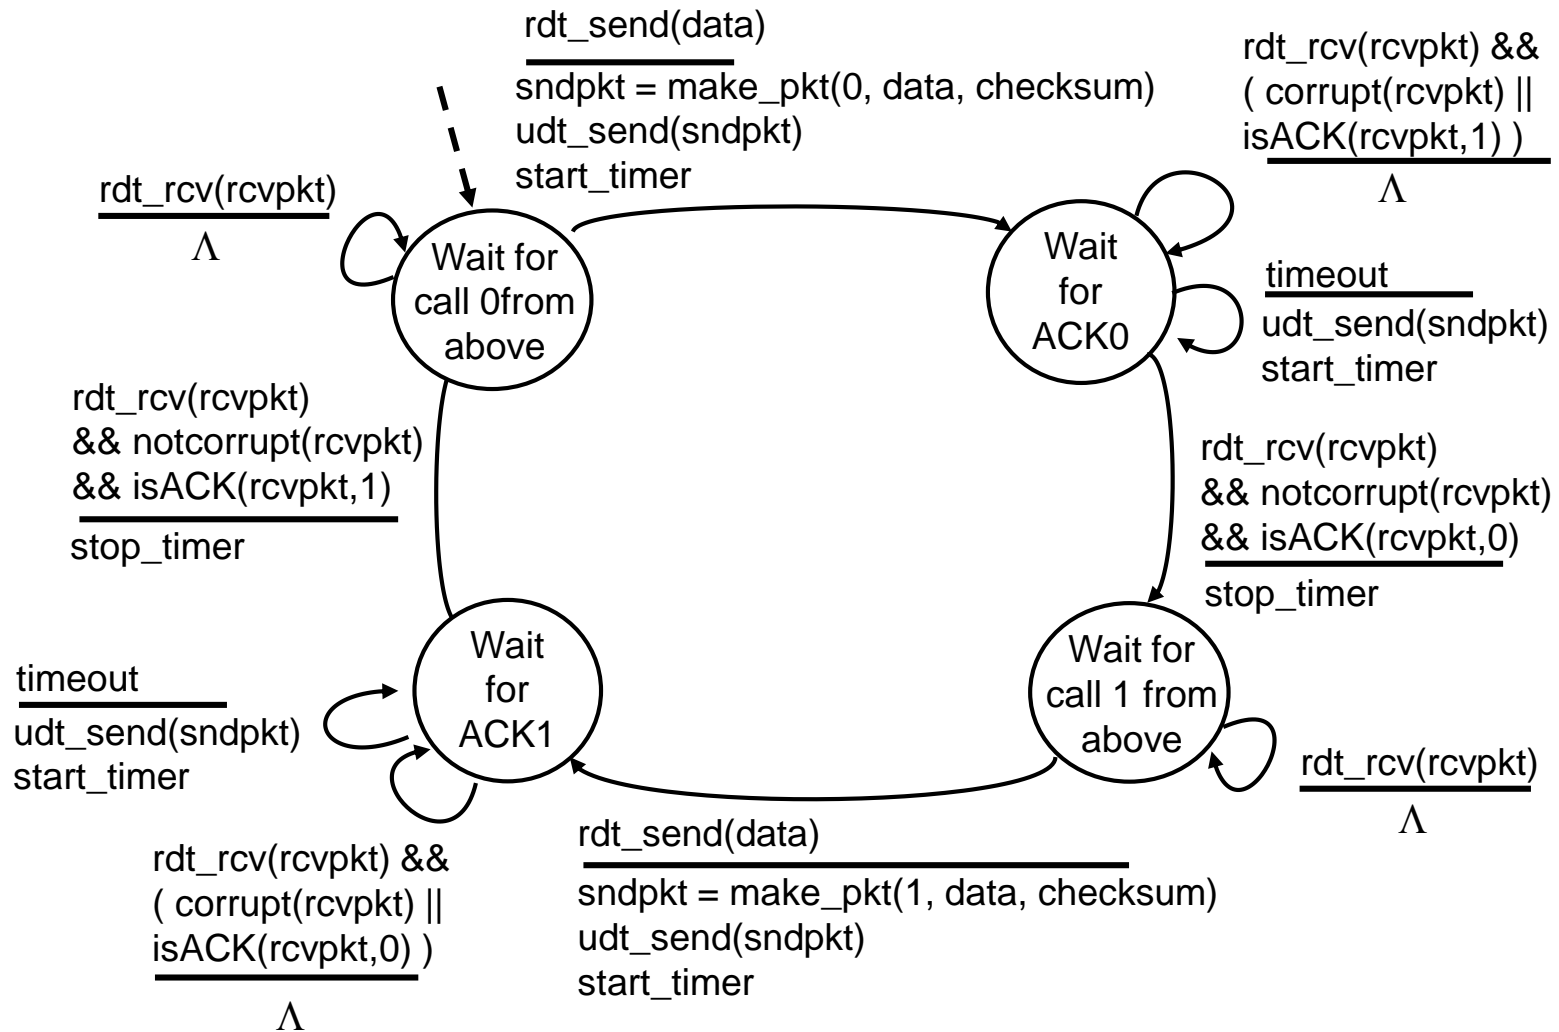 rdt_send(data)
sndpkt = make_pkt(0, data, checksum)
udt_send(sndpkt)
start_timer
rdt_rcv(rcvpkt) &&
( corrupt(rcvpkt) ||
isACK(rcvpkt,1) )
Λ
rdt_rcv(rcvpkt)
Λ
Wait for
call 0from
above
Wait
for
ACK0
timeout
udt_send(sndpkt)
start_timer
rdt_rcv(rcvpkt)
&& notcorrupt(rcvpkt)
&& isACK(rcvpkt,1)
stop_timer
rdt_rcv(rcvpkt)
&& notcorrupt(rcvpkt)
&& isACK(rcvpkt,0)
stop_timer
Wait
for
ACK1
Wait for
call 1 from
above
timeout
udt_send(sndpkt)
start_timer
rdt_rcv(rcvpkt)
Λ
rdt_rcv(rcvpkt) &&
( corrupt(rcvpkt) ||
isACK(rcvpkt,0) )
Λ
rdt_send(data)
sndpkt = make_pkt(1, data, checksum)
udt_send(sndpkt)
start_timer